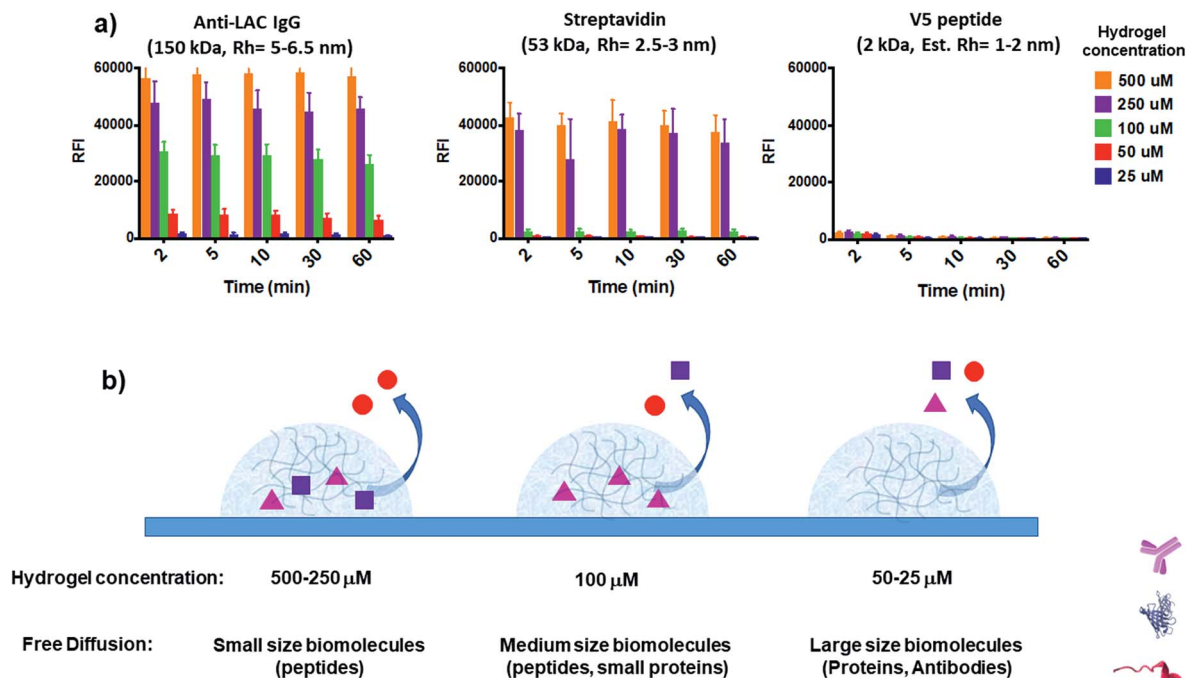 a)
Anti-LAC IgG
(150 kDa, Rh= 5-6.5 nm)
60000
40000
20000
0
RFI
2
5
10
30
60
Time (min)
Streptavidin
(53 kDa, Rh= 2.5-3 nm)
60000
40000
20000
0
RFI
2
5
10
30
60
Time (min)
V5 peptide
(2 kDa, Est. Rh= 1-2 nm)
60000
40000
20000
0
RFI
2
5
10
30
60
Time (min)
Hydrogel
concentration
500 uM
250 uM
100 uM
50 uM
25 uM
b)
Hydrogel concentration: 500-250 μM 100 μM 50-25 μM
Free Diffusion: Small size biomolecules Medium size biomolecules Large size biomolecules
(peptides) (peptides, small proteins) (Proteins, Antibodies)